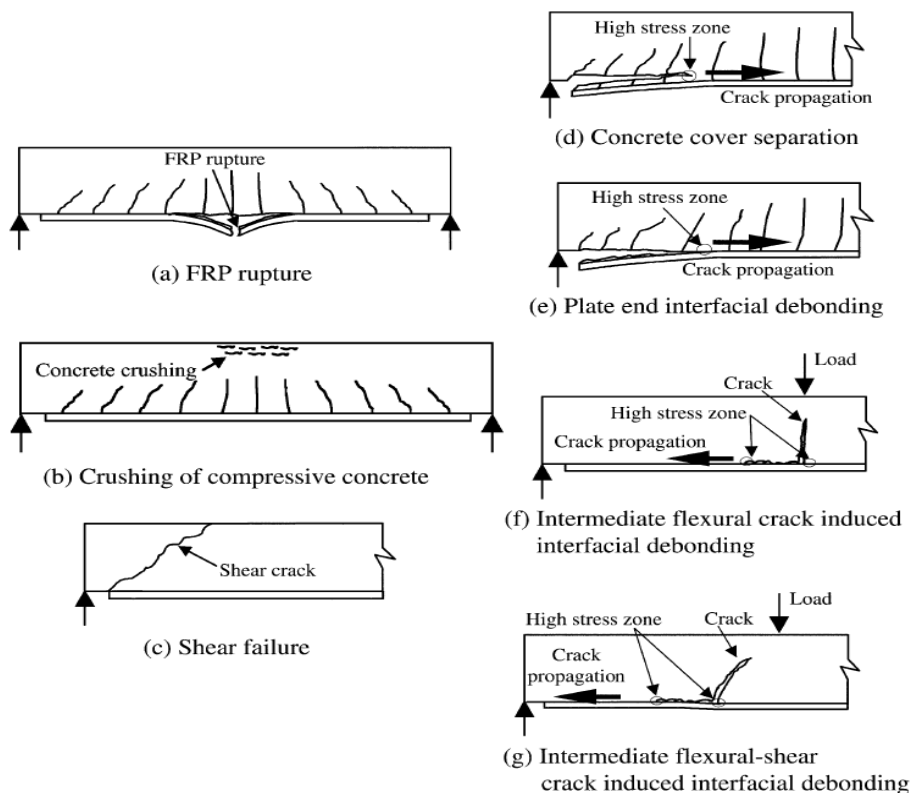 FRP rupture
(a) FRP rupture
Concrete crushing
(b) Crushing of compressive concrete
Shear crack
(c) Shear failure
High stress zone
Crack propagation
(d) Concrete cover separation
High stress zone
Crack propagation
(e) Plate end interfacial debonding
Load
Crack
High stress zone
Crack propagation
(f) Intermediate flexural crack induced
interfacial debonding
Load
Crack
High stress zone
Crack
propagation
(g) Intermediate flexural-shear
crack induced interfacial debonding